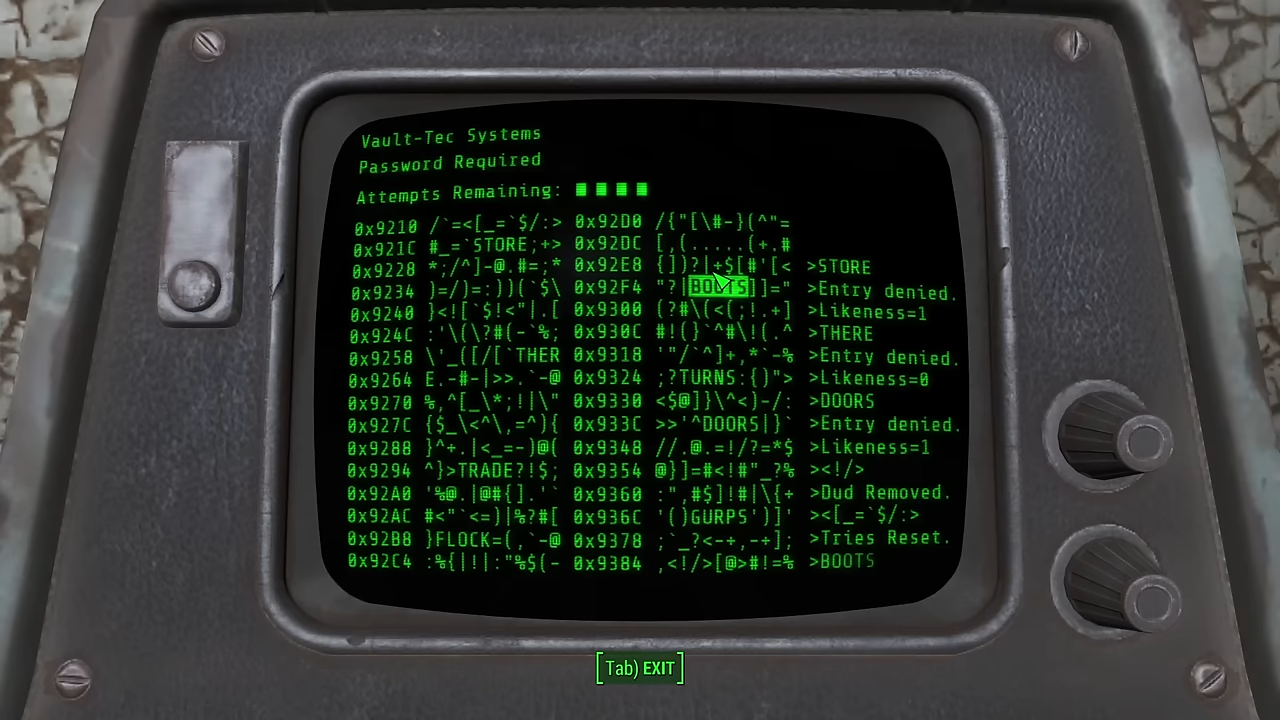 Vault-Tec Systems
Password Required
Attempts Remaining: ■ ■ ■ ■
0x9210 /`=<[_=`$/:> 0x92D0 /{"[\#-}(^"=
0x921C #_=`STORE;+> 0x92DC [,(.....(+.#
0x9228 *;/^]-@.#=;* 0x92E8 {])?|+$[#'[< >STORE
0x9234 )=/)=:))(`$\ 0x92F4 "?|BOOTS]]=" >Entry denied.
0x9240 }<![`$!<"|.[ 0x9300 (?#\(<(;!.+] >Likeness=1
0x924C :'\(\?#(-`%; 0x930C #!(}`^#\!(.^ >THERE
0x9258 \'_([/[`THER 0x9318 '"/`^]+,*`-% >Entry denied.
0x9264 E.-#-|>>.`-@ 0x9324 ;?TURNS:{)"> >Likeness=0
0x9270 %,^[_\*;!|\" 0x9330 <$@]}\^<)-/: >DOORS
0x927C {$_\<^\,=^){ 0x933C >>'^DOORS|}` >Entry denied.
0x9288 }^+.|<_=-)@( 0x9348 //.@.=!/?=*$ >Likeness=1
0x9294 ^}>TRADE?!$; 0x9354 @}]=#<!#"_?% ><!/>
0x92A0 '%@.|@#{].'` 0x9360 :",#$]!#|\{+ >Dud Removed.
0x92AC #<"`<=)|%?#[ 0x936C '()GURPS')]' ><[_=`$/:>
0x92B8 }FLOCK=(,`-@ 0x9378 ;`_?<-+,-+]; >Tries Reset.
0x92C4 :%{|!|:"%$(- 0x9384 ,<!/>[@>#!=% >BOOTS
[Tab) EXIT]